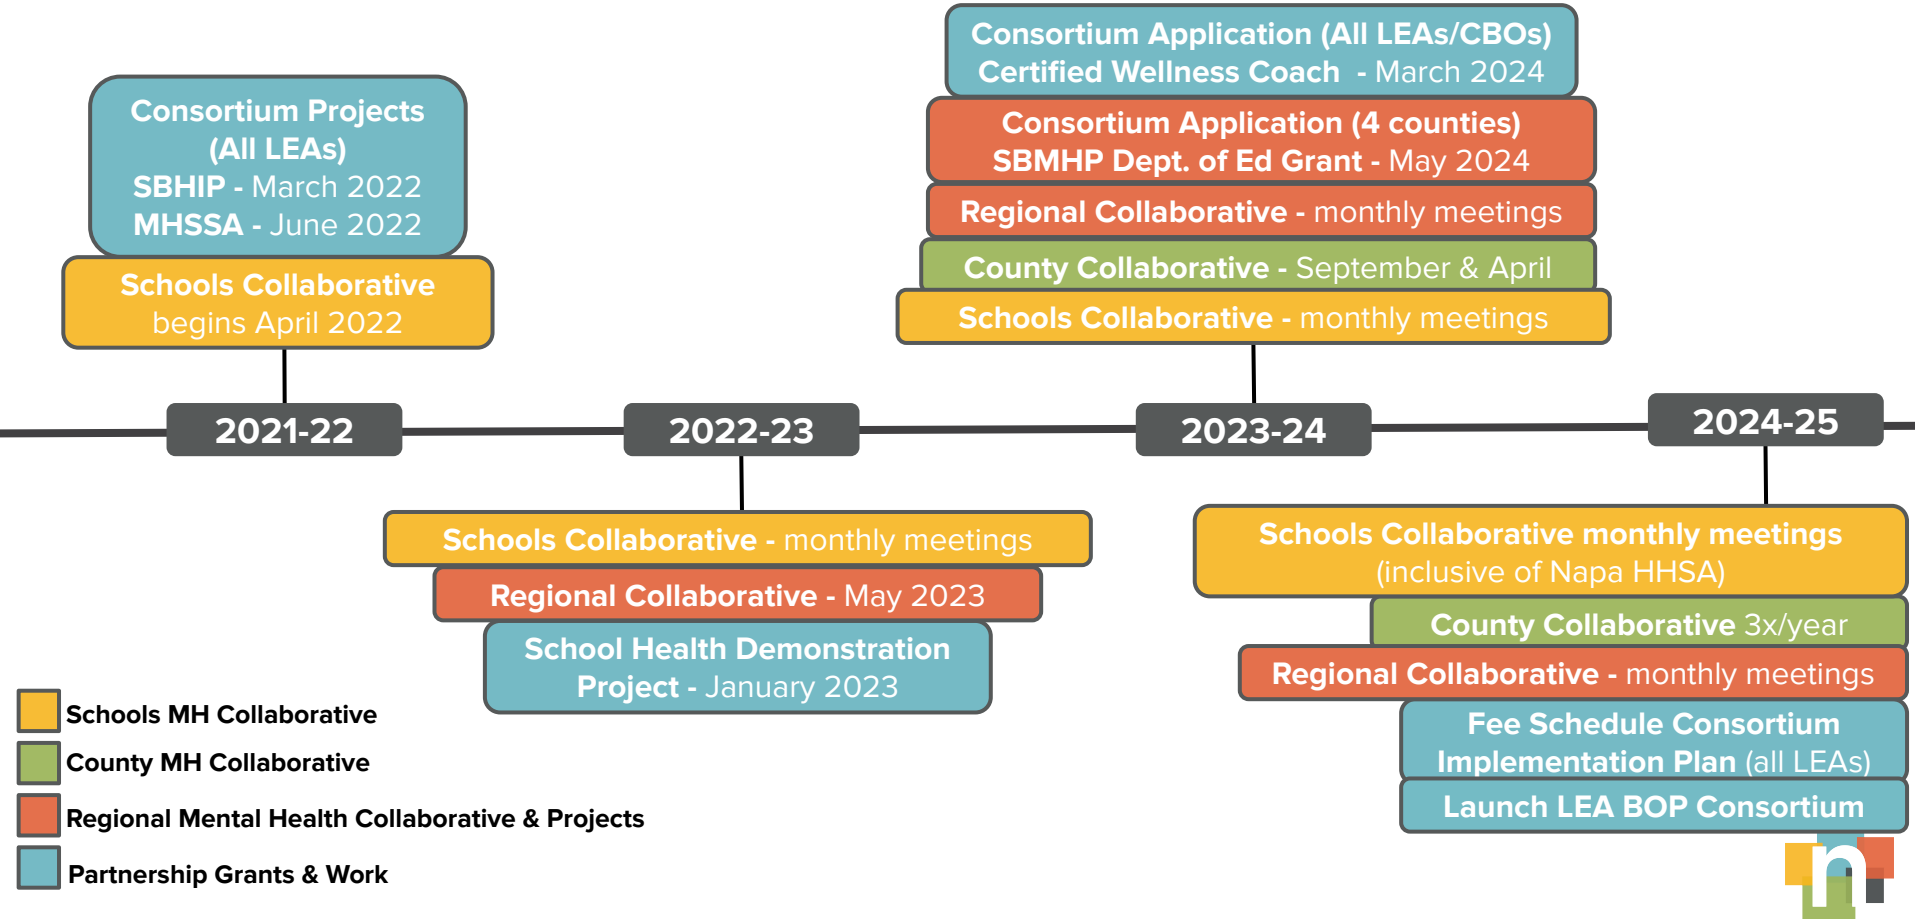 Consortium Projects
(All LEAs)
SBHIP - March 2022
MHSSA - June 2022
Schools Collaborative
begins April 2022
Consortium Application (All LEAs/CBOs)
Certified Wellness Coach - March 2024
Consortium Application (4 counties)
SBMHP Dept. of Ed Grant - May 2024
Regional Collaborative - monthly meetings
County Collaborative - September & April
Schools Collaborative - monthly meetings
2021-22
2022-23
2023-24
2024-25
Schools Collaborative - monthly meetings
Regional Collaborative - May 2023
School Health Demonstration
Project - January 2023
Schools Collaborative monthly meetings
(inclusive of Napa HHSA)
County Collaborative 3x/year
Regional Collaborative - monthly meetings
Fee Schedule Consortium
Implementation Plan (all LEAs)
Launch LEA BOP Consortium
Schools MH Collaborative
County MH Collaborative
Regional Mental Health Collaborative & Projects
Partnership Grants & Work
n